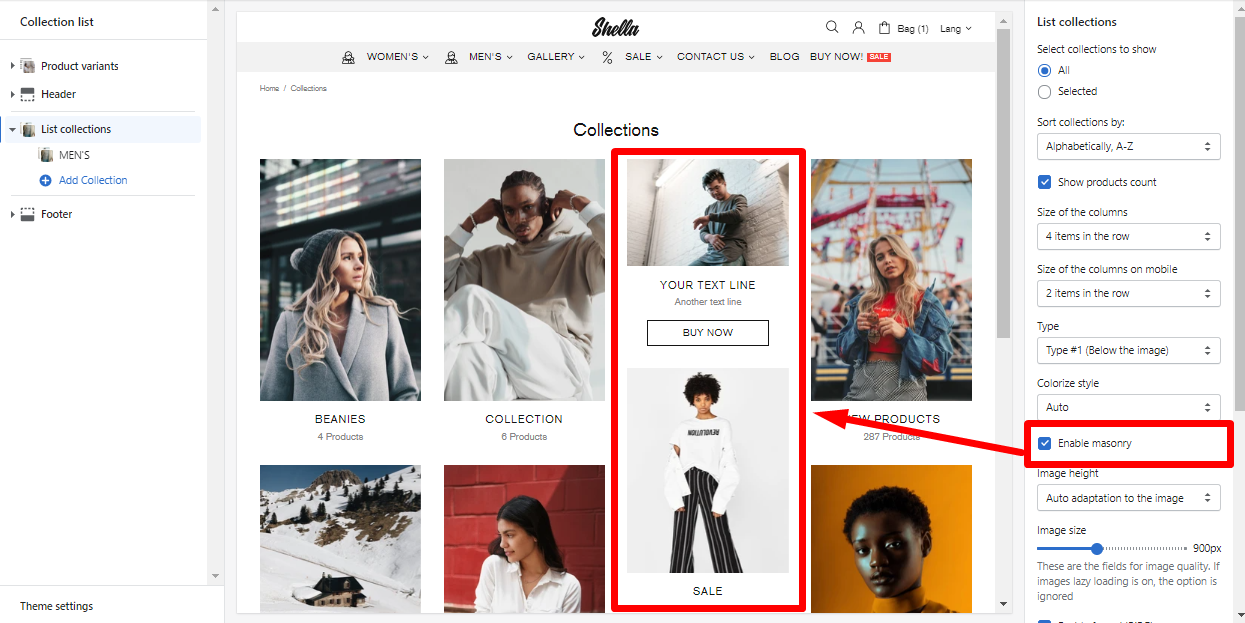 Collection list
Product variants
Header
List collections
MEN'S
Add Collection
Footer
Theme settings
Shella
Bag (1)
Lang
WOMEN'S
MEN'S
GALLERY
%
SALE
CONTACT US
BLOG
BUY NOW!
SALE
Home / Collections
Collections
BEANIES
4 Products
COLLECTION
6 Products
YOUR TEXT LINE
Another text line
BUY NOW
REVOLUTION
SALE
PRODUCTS
287 Products
List collections
Select collections to show
All
Selected
Sort collections by:
Alphabetically, A-Z
Show products count
Size of the columns
4 items in the row
Size of the columns on mobile
2 items in the row
Type
Type #1 (Below the image)
Colorize style
Auto
Enable masonry
Image height
Auto adaptation to the image
Image size
900px
These are the fields for image quality. If
images lazy loading is on, the option is
ignored